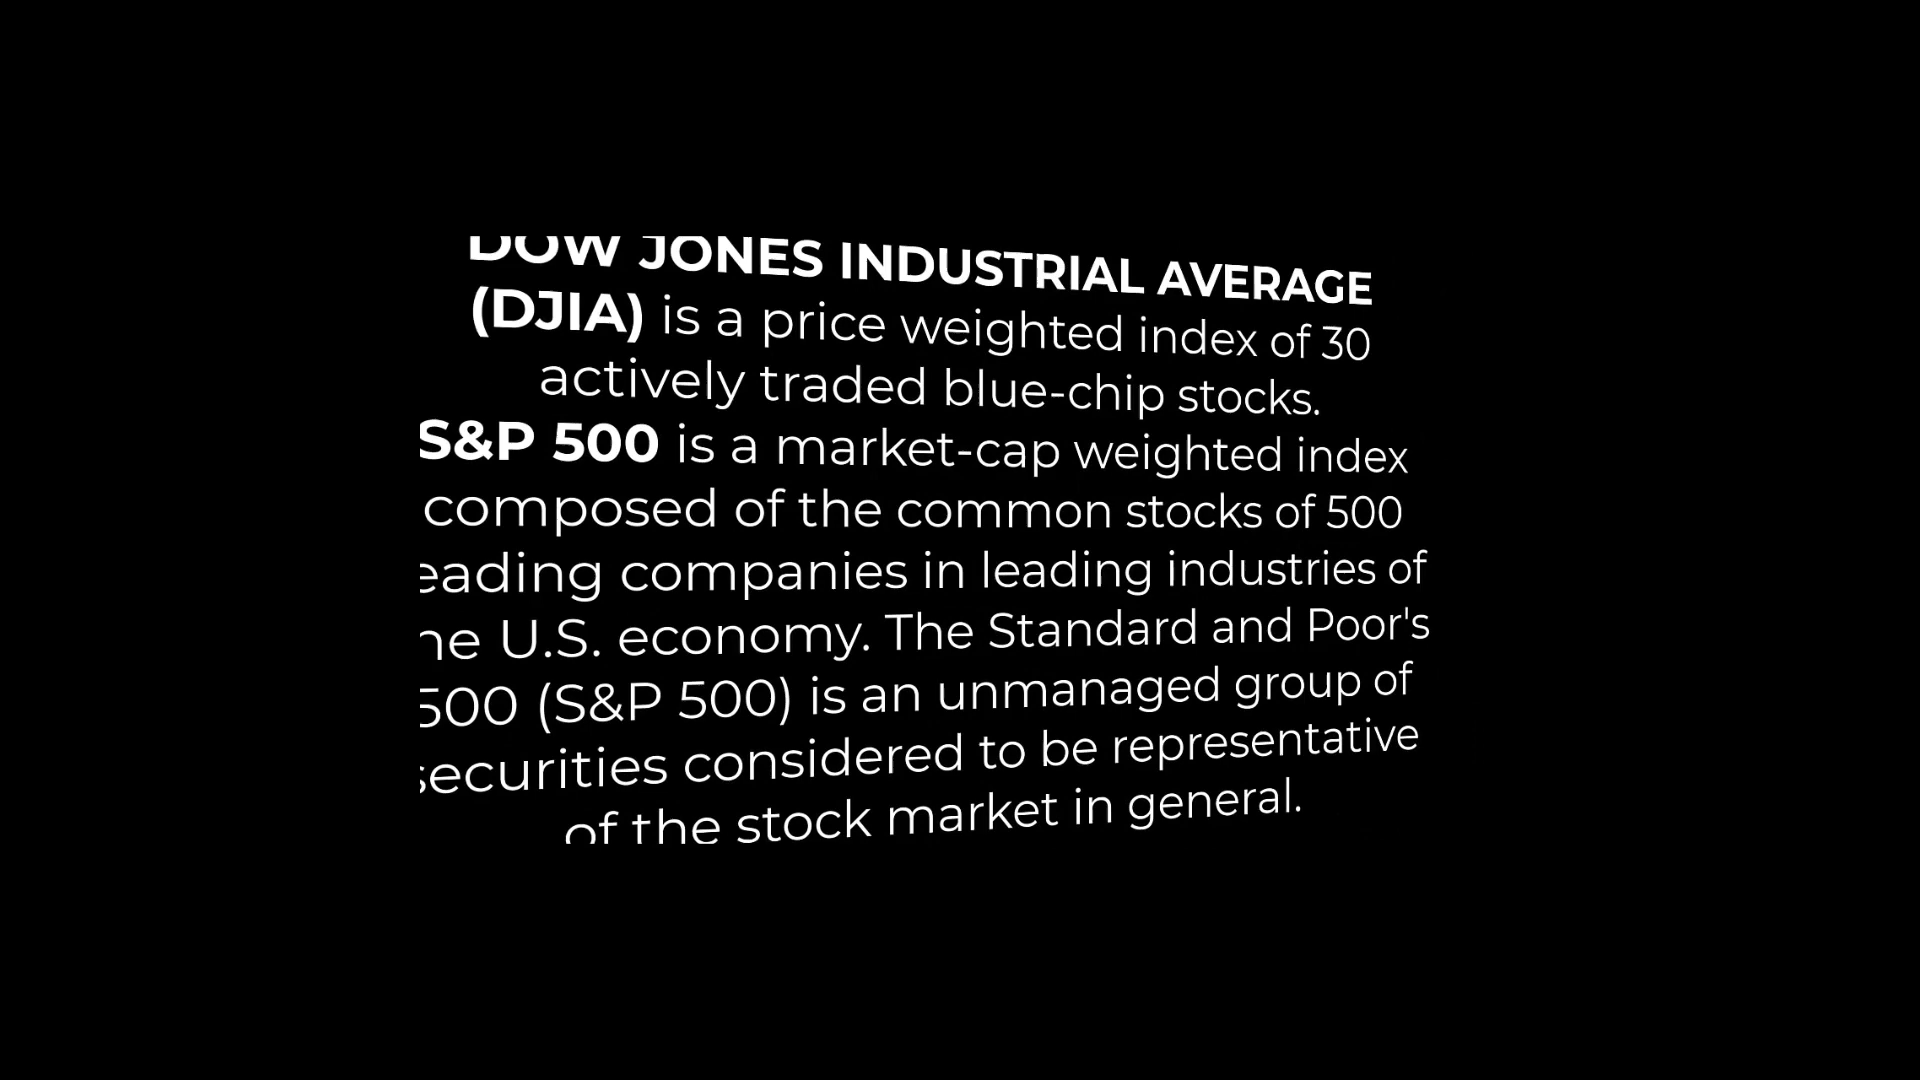 DOW JONES INDUSTRIAL AVERAGE
(DJIA) is a price weighted index of 30
actively traded blue-chip stocks.
S&P 500 is a market-cap weighted index
composed of the common stocks of 500
eading companies in leading industries of
he U.S. economy. The Standard and Poor's
500 (S&P 500) is an unmanaged group of
securities considered to be representative
of the stock market in general.